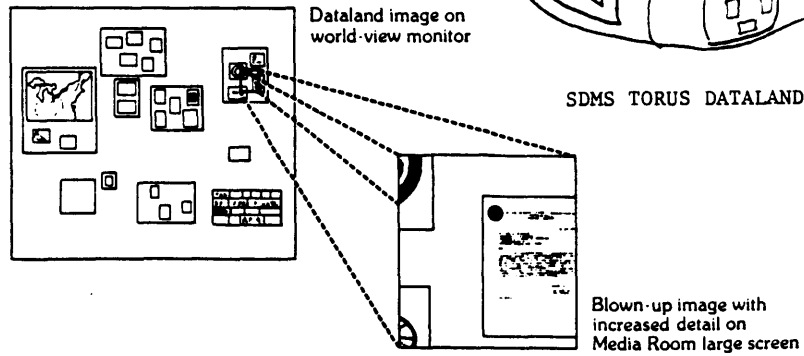 Dataland image on
world-view monitor
SDMS TORUS DATALAND
Blown-up image with
increased detail on
Media Room large screen